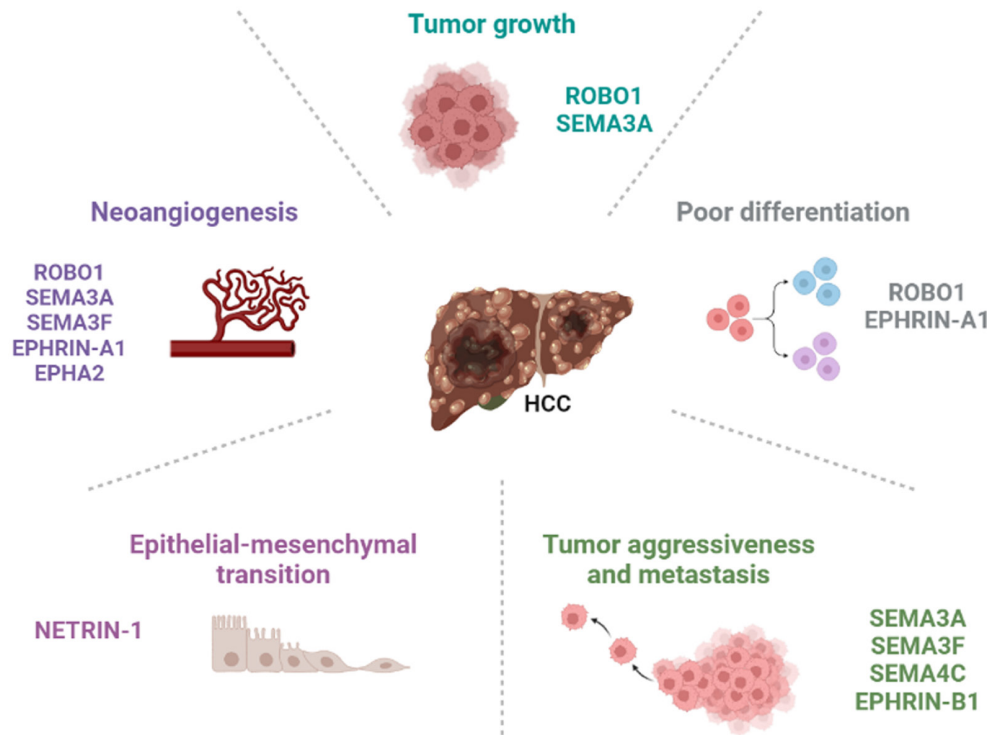 Tumor growth
ROBO1
SEMA3A
Neoangiogenesis
ROBO1
SEMA3A
SEMA3F
EPHRIN-A1
EPHA2
Poor differentiation
ROBO1
EPHRIN-A1
HCC
Epithelial-mesenchymal
transition
NETRIN-1
Tumor aggressiveness
and metastasis
SEMA3A
SEMA3F
SEMA4C
EPHRIN-B1